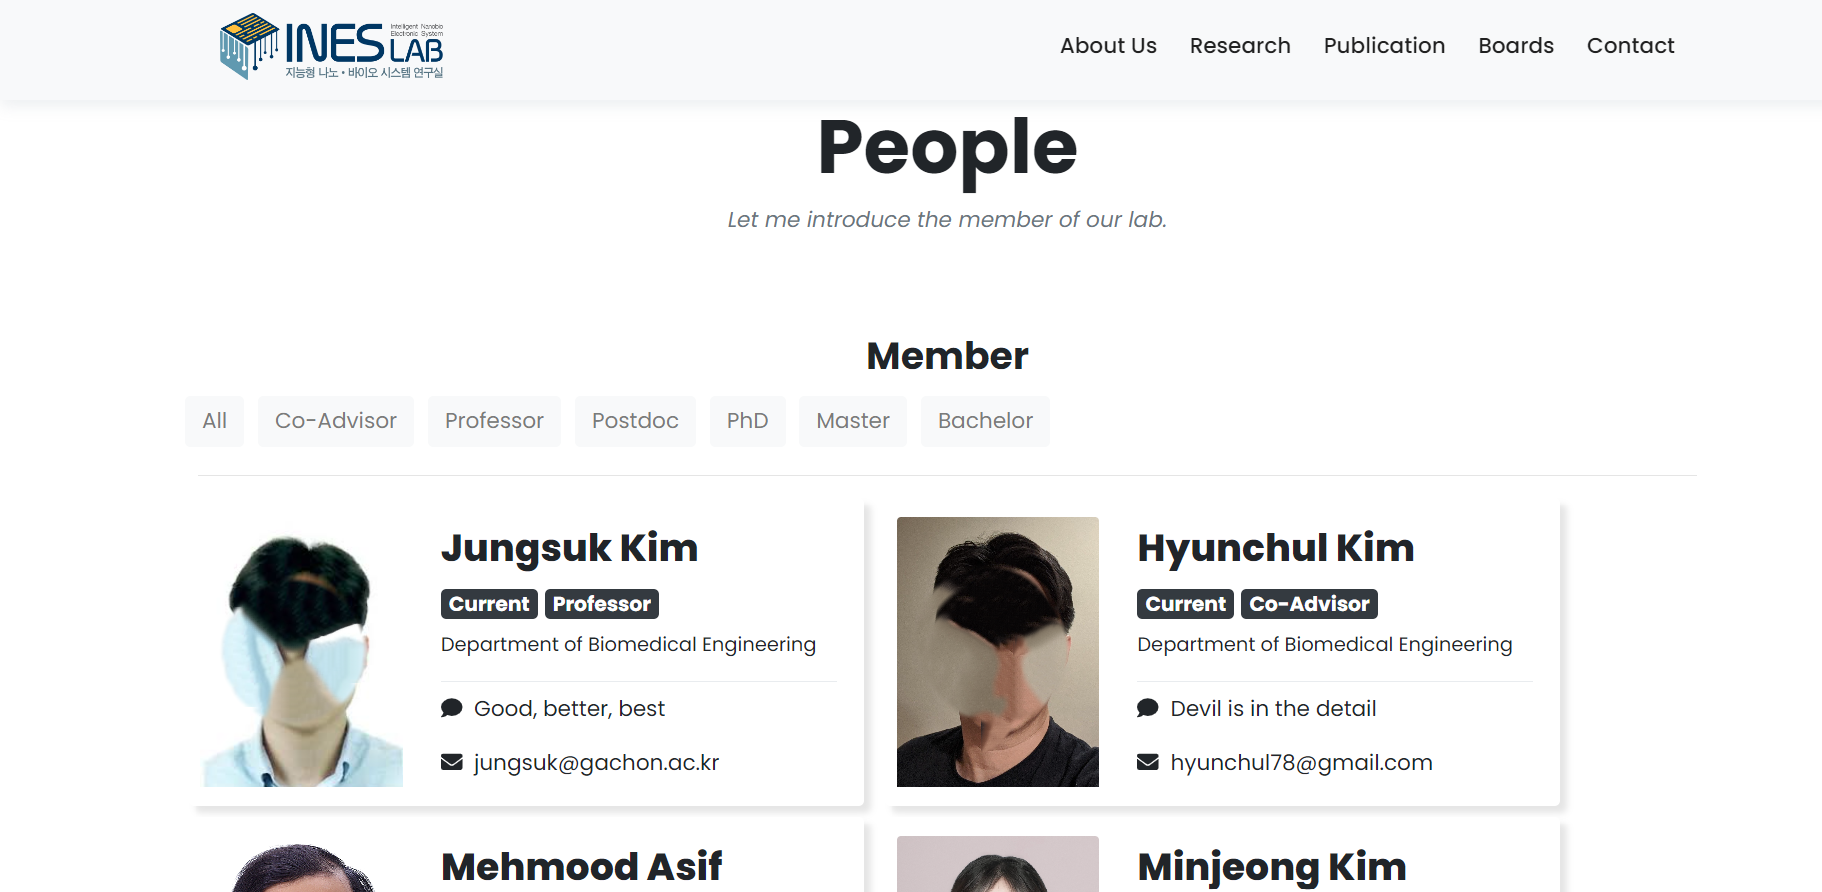 INES LAB
Intelligent Nanobio
Electronic System
지능형 나노 • 바이오 시스템 연구실
About Us Research Publication Boards Contact
People
Let me introduce the member of our lab.
Member
All Co-Advisor Professor Postdoc PhD Master Bachelor
Jungsuk Kim
Current Professor
Department of Biomedical Engineering
Good, better, best
jungsuk@gachon.ac.kr
Hyunchul Kim
Current Co-Advisor
Department of Biomedical Engineering
Devil is in the detail
hyunchul78@gmail.com
Mehmood Asif
Minjeong Kim